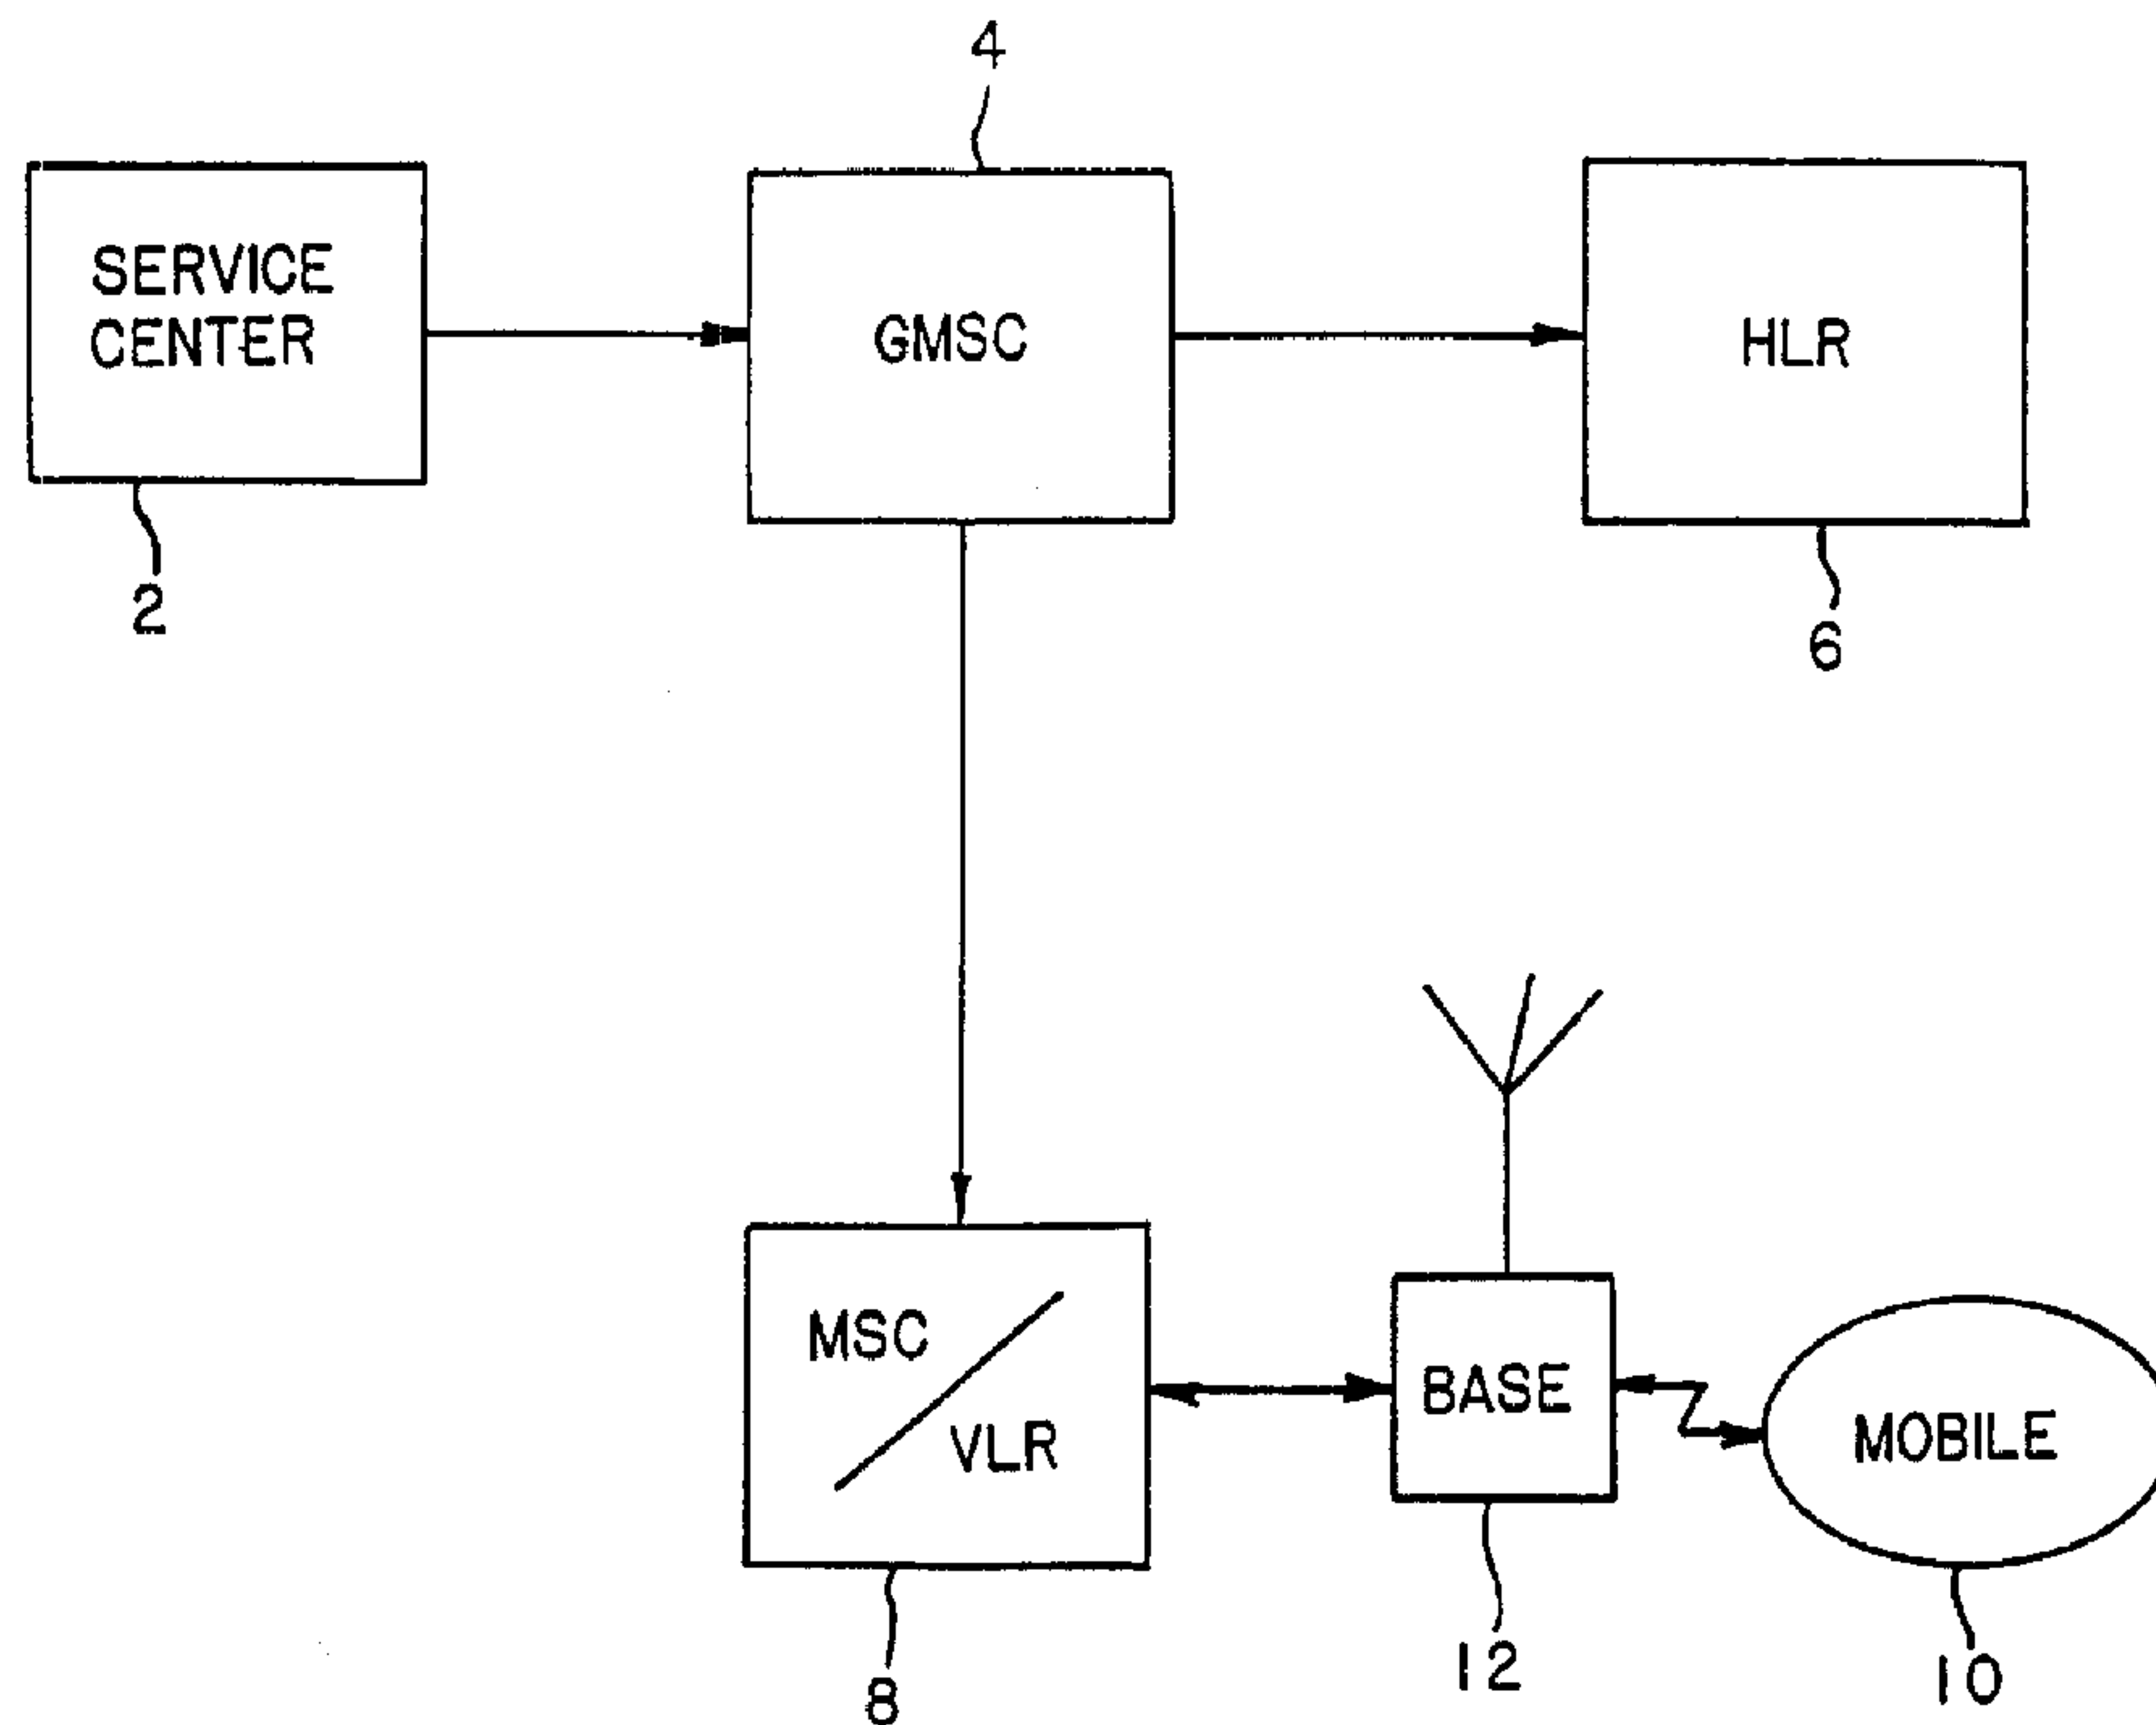 4
SERVICE
CENTER
GMSC
HLR
2
6
MSC
VLR
BASE
MOBILE
8
12
10